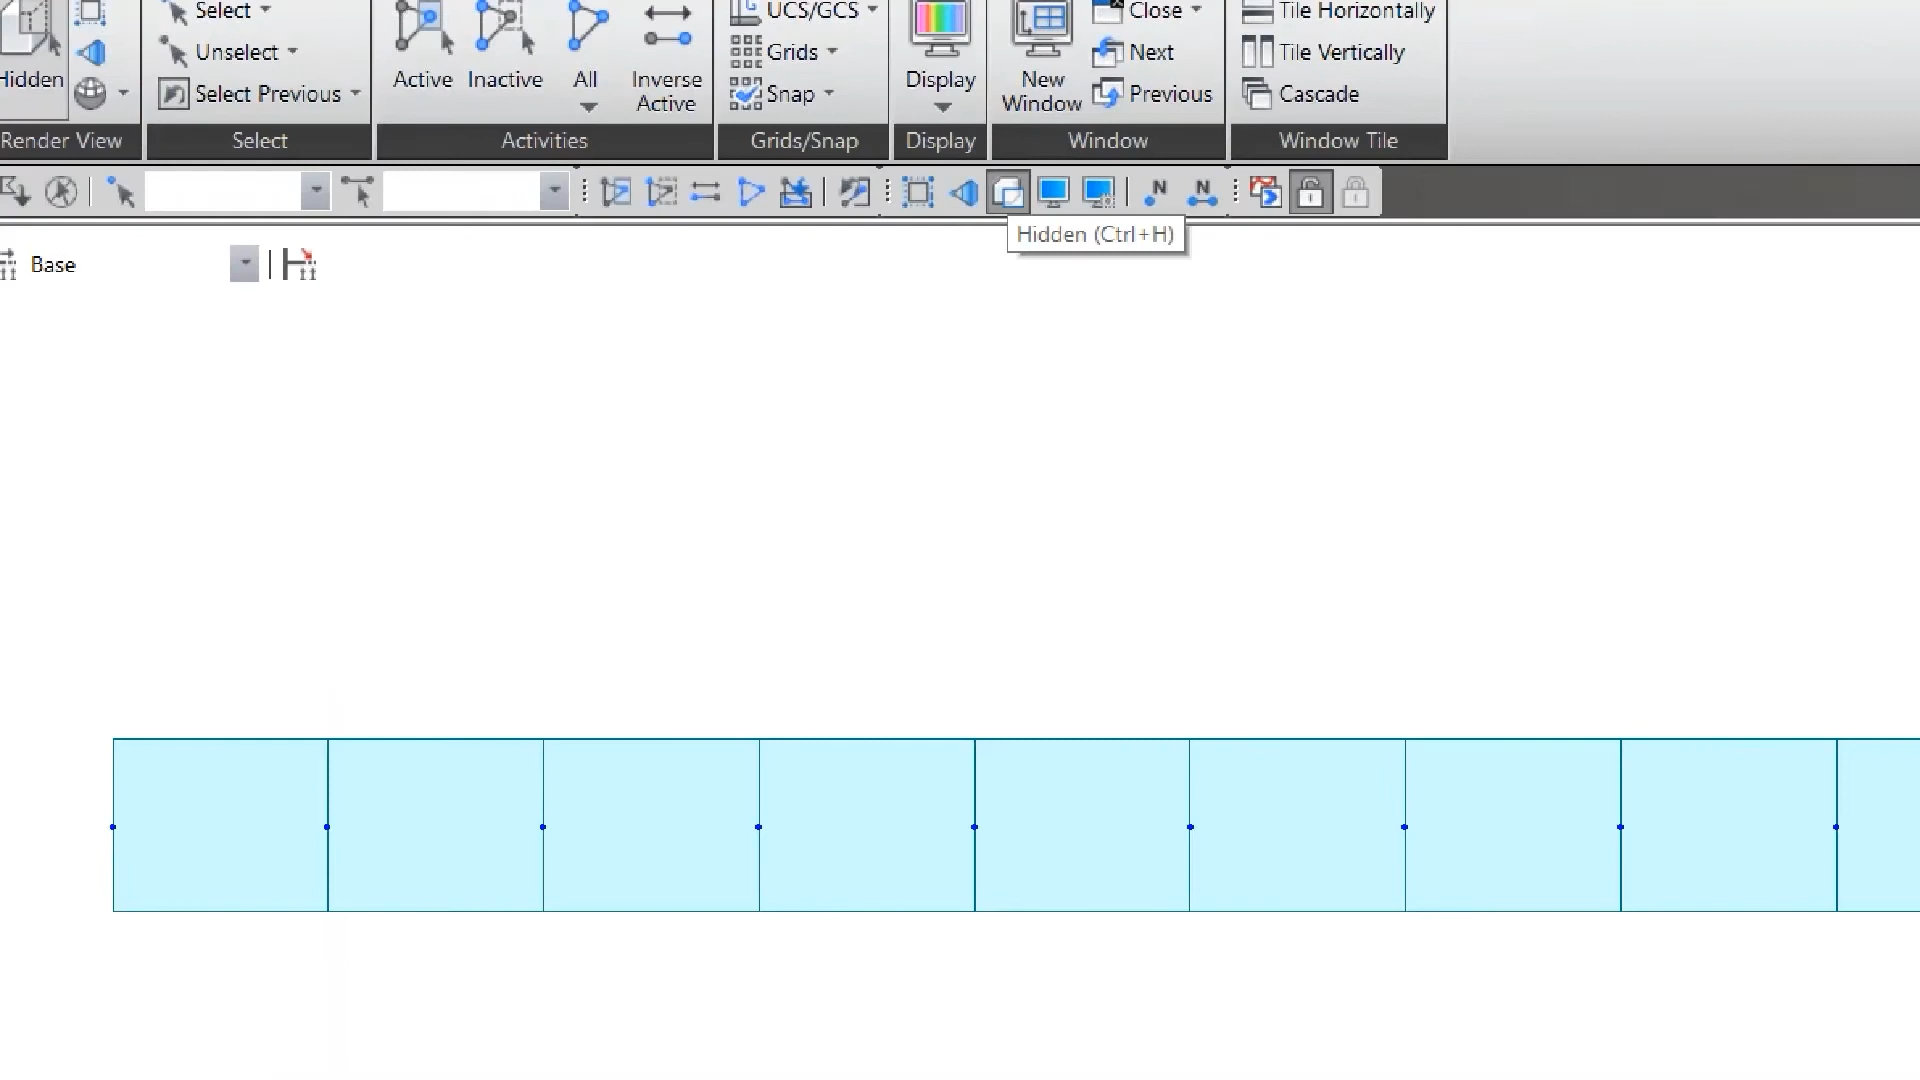 Select
UCS/GCS
Close
Tile Horizontally
Unselect
Grids
Next
Tile Vertically
Hidden
Select Previous
Active
Inactive
All
Inverse
Active
Snap
Display
New
Window
Previous
Cascade
Render View
Select
Activities
Grids/Snap
Display
Window
Window Tile
N
N
Hidden (Ctrl+H)
Base